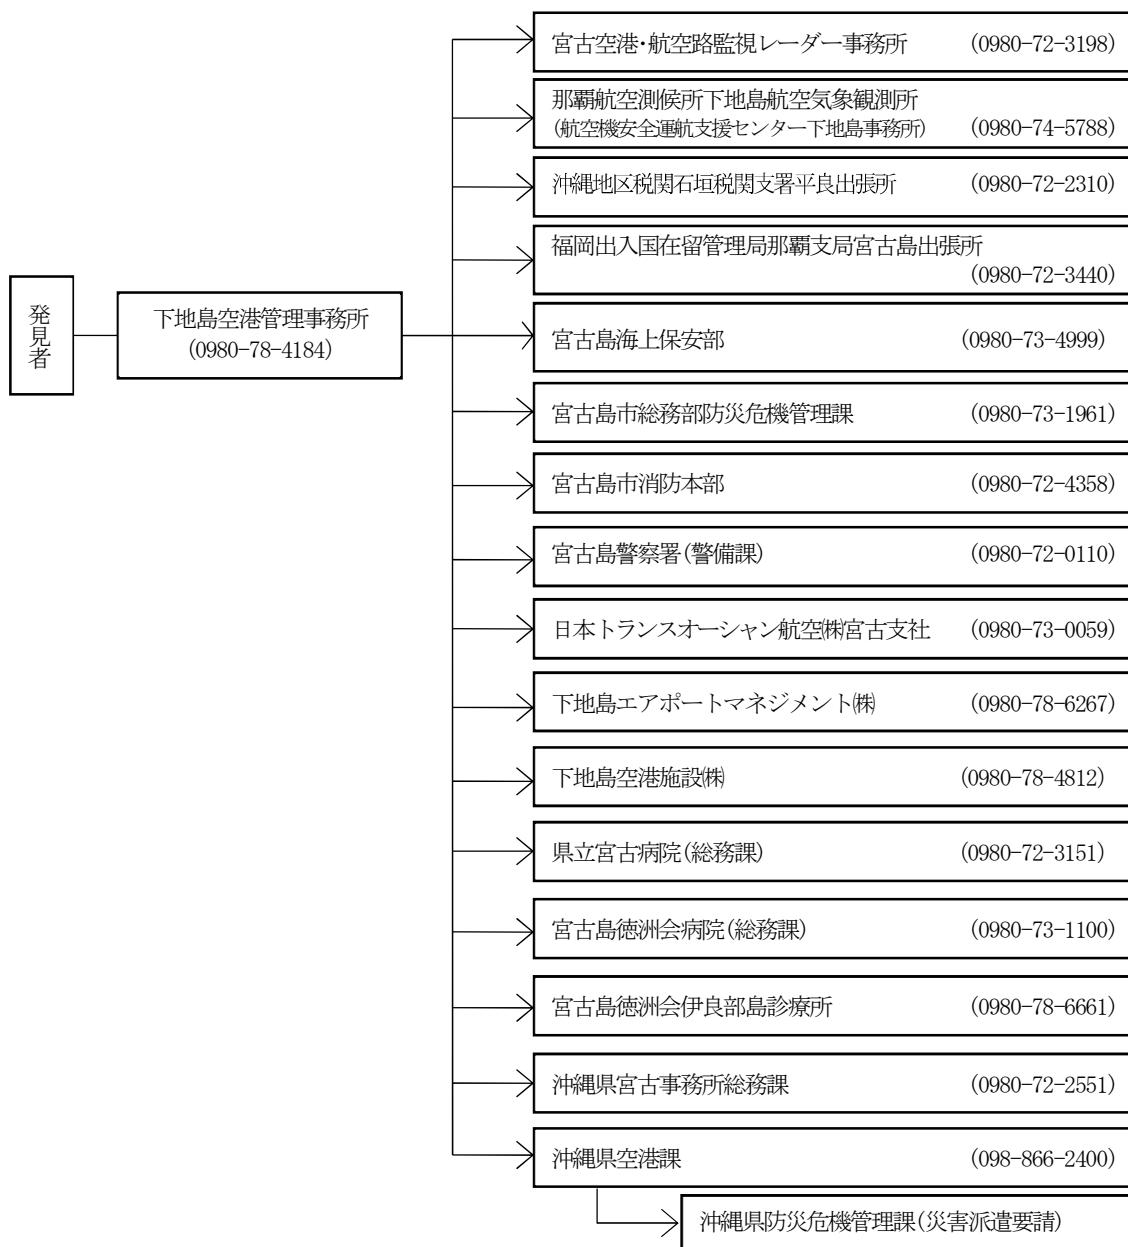 宮古空港・航空路監視レーダー事務所 (0980-72-3198)
那覇航空測候所下地島航空気象観測所
(航空機安全運航支援センター下地島事務所) (0980-74-5788)
沖縄地区税関石垣税関支署平良出張所 (0980-72-2310)
福岡出入国在留管理局那覇支局宮古島出張所
(0980-72-3440)
発見者
下地島空港管理事務所
(0980-78-4184)
宮古島海上保安部 (0980-73-4999)
宮古島市総務部防災危機管理課 (0980-73-1961)
宮古島市消防本部 (0980-72-4358)
宮古島警察署(警備課) (0980-72-0110)
日本トランスオーシャン航空㈱宮古支社 (0980-73-0059)
下地島エアポートマネジメント㈱ (0980-78-6267)
下地島空港施設㈱ (0980-78-4812)
県立宮古病院(総務課) (0980-72-3151)
宮古島徳洲会病院(総務課) (0980-73-1100)
宮古島徳洲会伊良部島診療所 (0980-78-6661)
沖縄県宮古事務所総務課 (0980-72-2551)
沖縄県空港課 (098-866-2400)
沖縄県防災危機管理課(災害派遣要請)